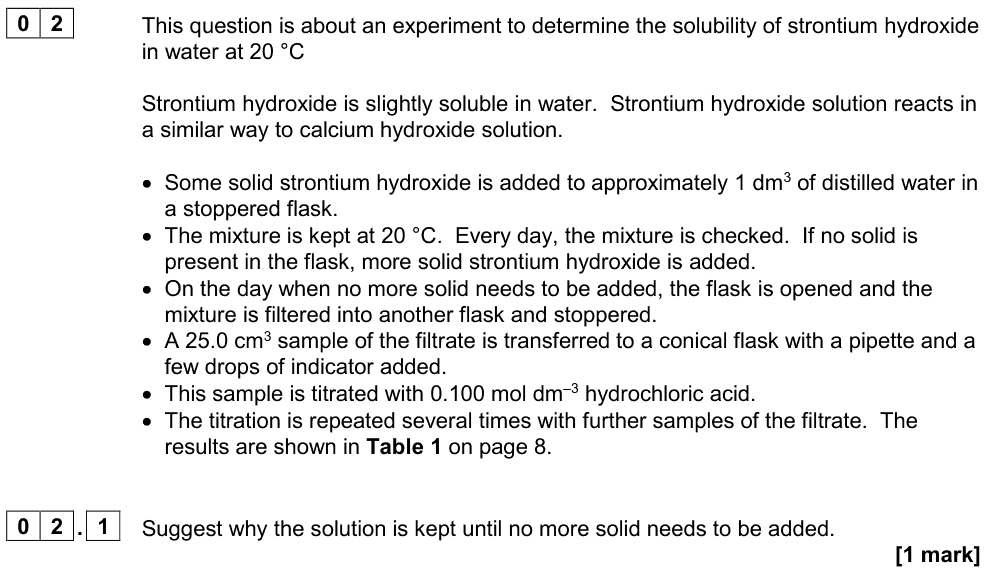 0 2 This question is about an experiment to determine the solubility of strontium hydroxide
in water at 20 °C
Strontium hydroxide is slightly soluble in water. Strontium hydroxide solution reacts in
a similar way to calcium hydroxide solution.
• Some solid strontium hydroxide is added to approximately 1 dm³ of distilled water in
a stoppered flask.
• The mixture is kept at 20 °C. Every day, the mixture is checked. If no solid is
present in the flask, more solid strontium hydroxide is added.
• On the day when no more solid needs to be added, the flask is opened and the
mixture is filtered into another flask and stoppered.
• A 25.0 cm³ sample of the filtrate is transferred to a conical flask with a pipette and a
few drops of indicator added.
• This sample is titrated with 0.100 mol dm⁻³ hydrochloric acid.
• The titration is repeated several times with further samples of the filtrate. The
results are shown in Table 1 on page 8.
0 2 . 1 Suggest why the solution is kept until no more solid needs to be added.
[1 mark]